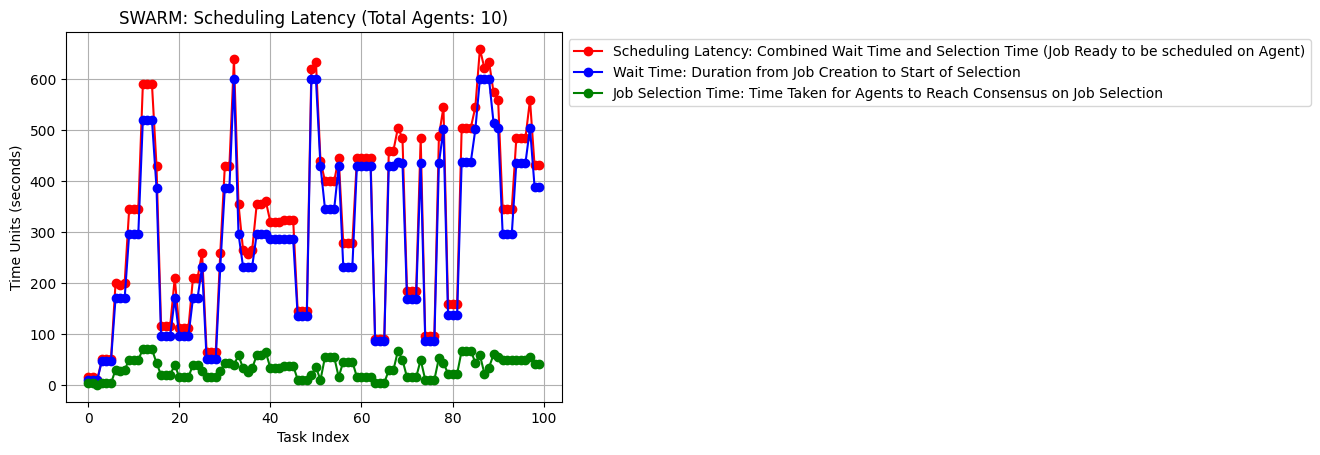 SWARM: Scheduling Latency (Total Agents: 10)
Scheduling Latency: Combined Wait Time and Selection Time (Job Ready to be scheduled on Agent)
Wait Time: Duration from Job Creation to Start of Selection
Job Selection Time: Time Taken for Agents to Reach Consensus on Job Selection
Time Units (seconds)
600
500
400
300
200
100
0
0 20 40 60 80 100
Task Index